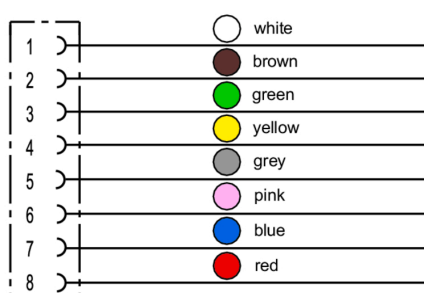 white
1
brown
2
green
3
yellow
4
grey
5
pink
6
blue
7
red
8